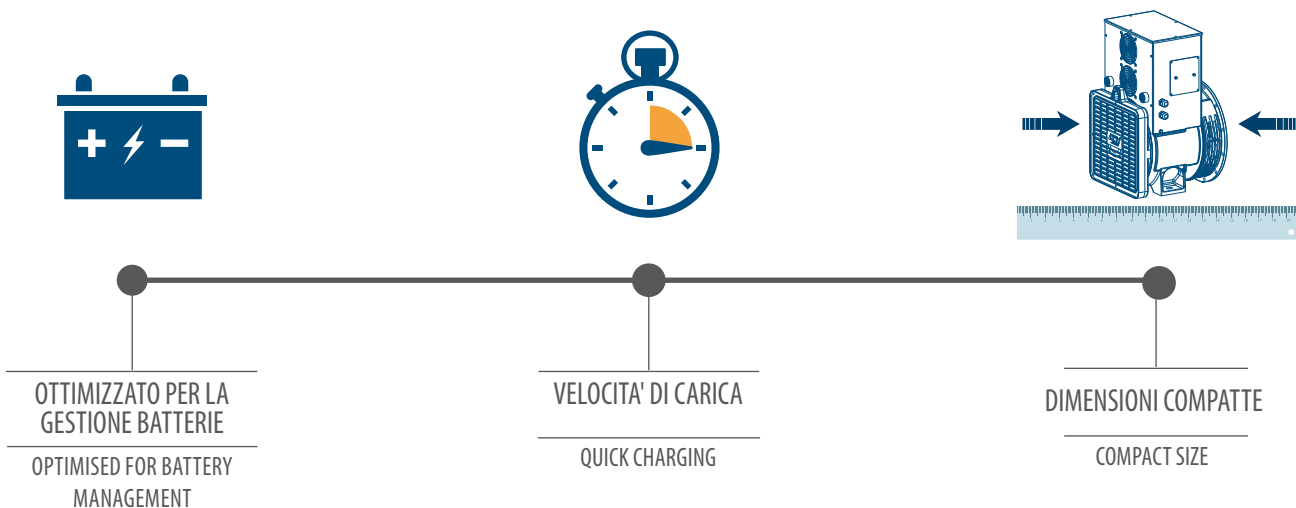 OTTIMIZZATO PER LA
GESTIONE BATTERIE
OPTIMISED FOR BATTERY
MANAGEMENT
VELOCITA' DI CARICA
QUICK CHARGING
DIMENSIONI COMPATTE
COMPACT SIZE